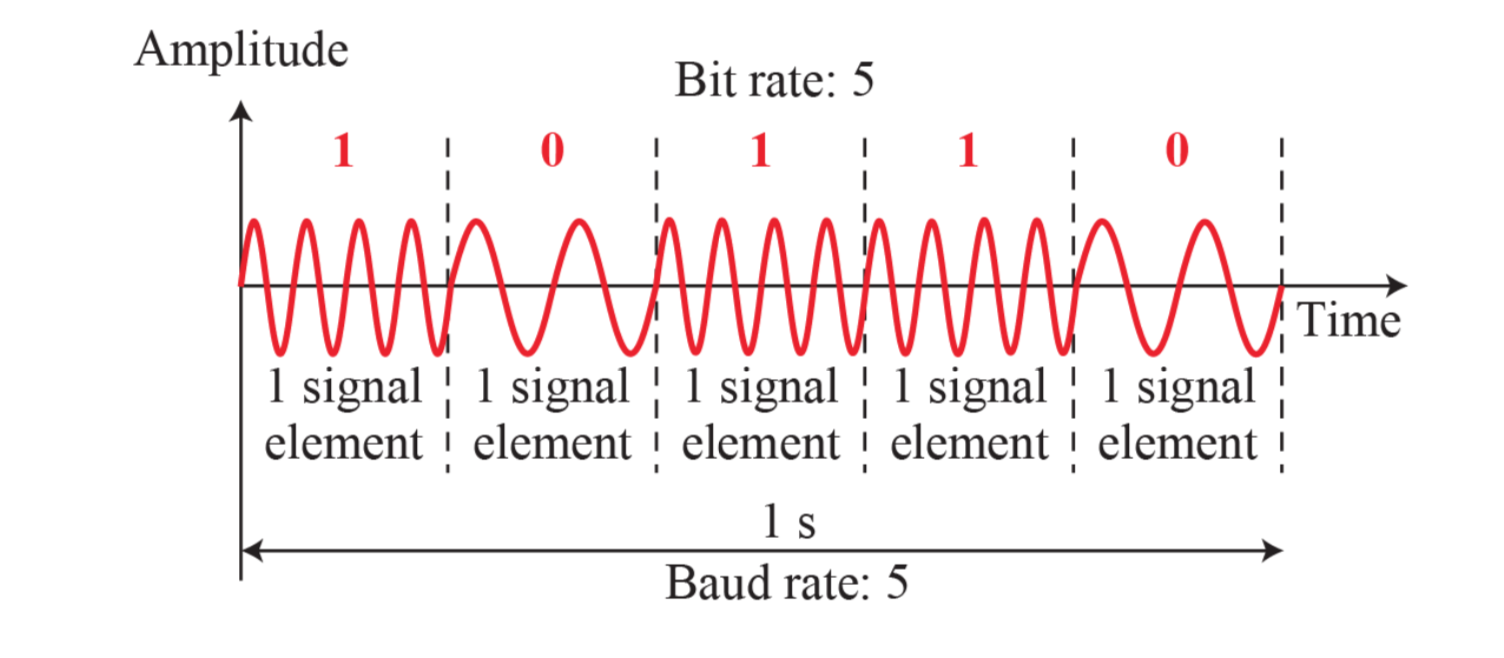 Amplitude
Bit rate: 5
1 0 1 1 0
Time
1 signal element
1 signal element
1 signal element
1 signal element
1 signal element
1 s
Baud rate: 5